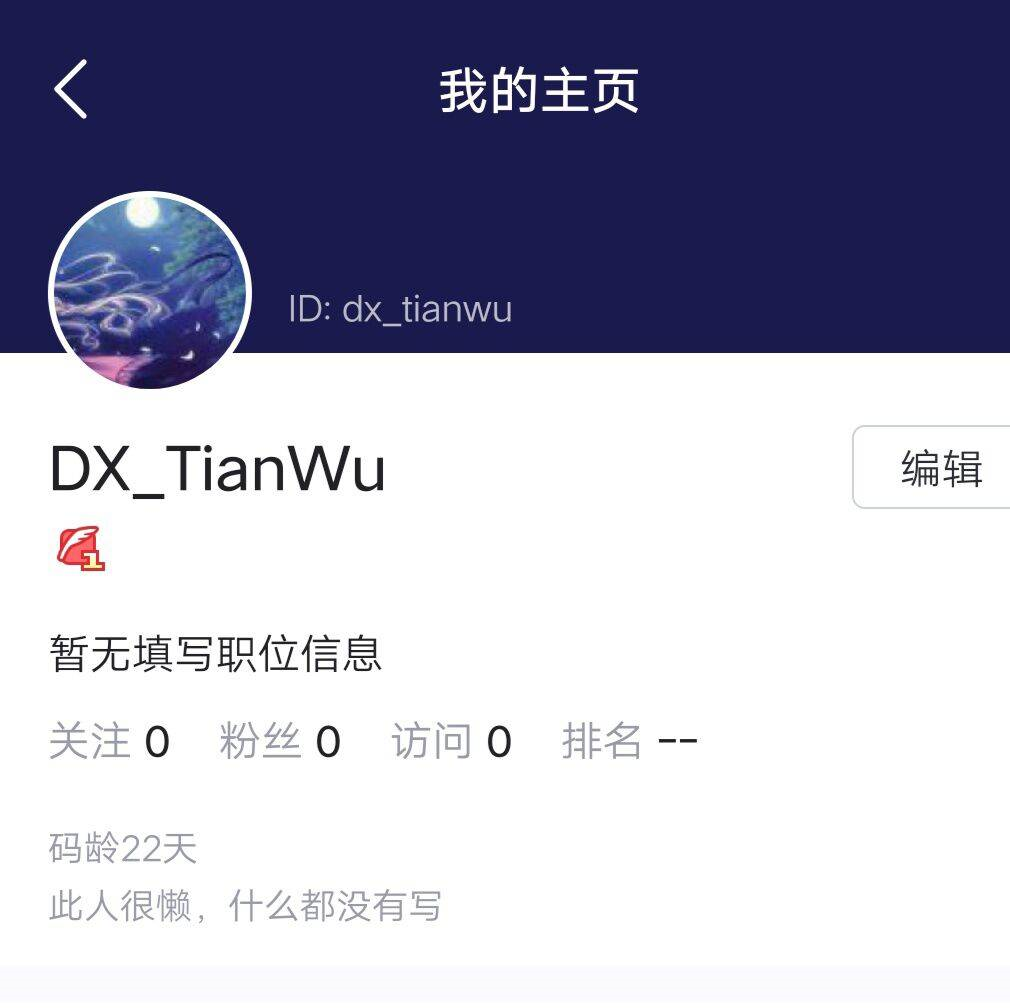 我的主页
ID: dx_tianwu
DX_TianWu
编辑
1
暂无填写职位信息
关注 0 粉丝 0 访问 0 排名 --
码龄22天
此人很懒，什么都没有写